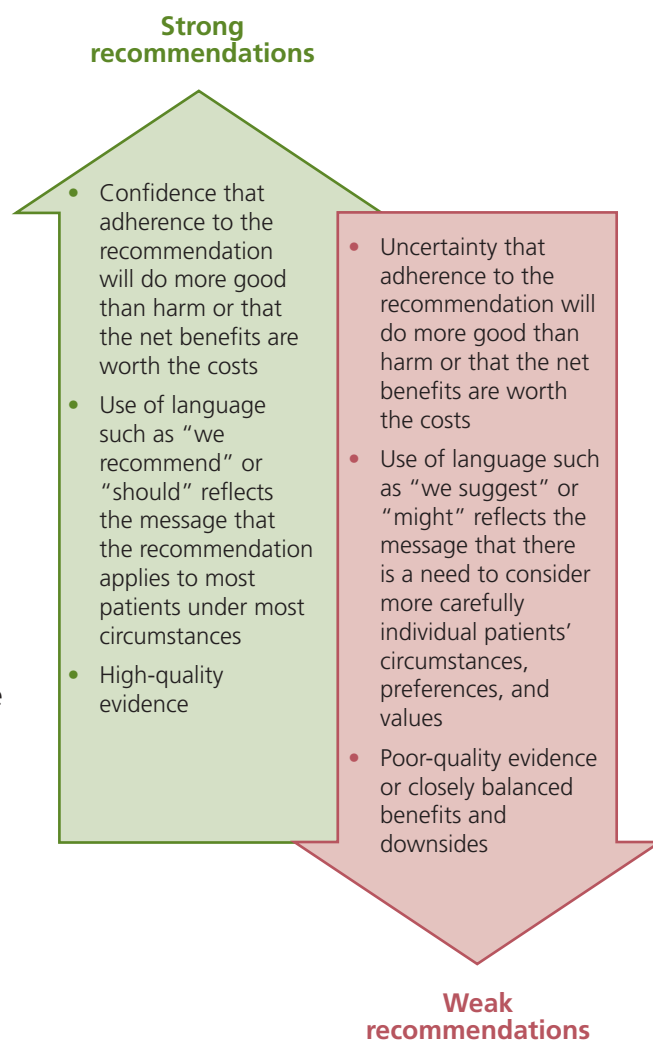 Strong
recommendations
• Confidence that
adherence to the
recommendation
will do more good
than harm or that
the net benefits are
worth the costs
• Use of language
such as “we
recommend” or
“should” reflects
the message that
the recommendation
applies to most
patients under most
circumstances
• High-quality
evidence
• Uncertainty that
adherence to the
recommendation will
do more good than
harm or that the net
benefits are worth
the costs
• Use of language such
as “we suggest” or
“might” reflects the
message that there
is a need to consider
more carefully
individual patients’
circumstances,
preferences, and
values
• Poor-quality evidence
or closely balanced
benefits and
downsides
Weak
recommendations